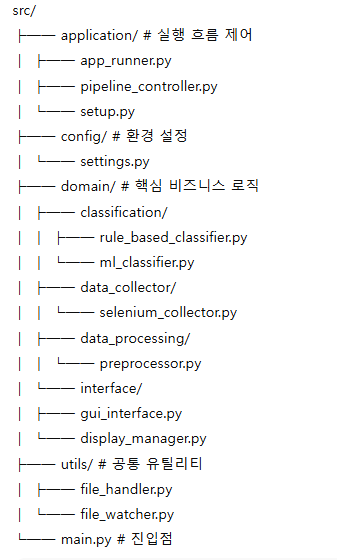 src/
├── application/ # 실행 흐름 제어
│ ├── app_runner.py
│ ├── pipeline_controller.py
│ └── setup.py
├── config/ # 환경 설정
│ └── settings.py
├── domain/ # 핵심 비즈니스 로직
│ ├── classification/
│ │ ├── rule_based_classifier.py
│ │ └── ml_classifier.py
│ ├── data_collector/
│ │ └── selenium_collector.py
│ ├── data_processing/
│ │ └── preprocessor.py
│ └── interface/
│ ├── gui_interface.py
│ └── display_manager.py
├── utils/ # 공통 유틸리티
│ ├── file_handler.py
│ └── file_watcher.py
└── main.py # 진입점